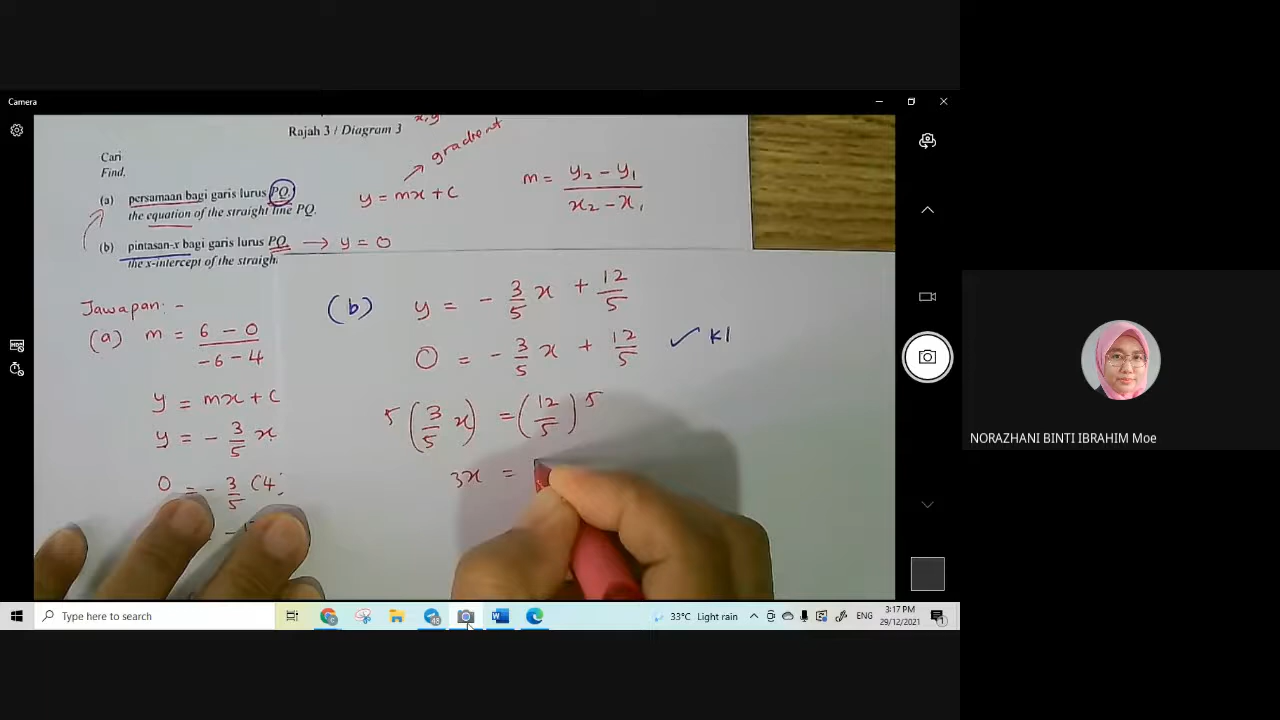 Camera
Rajah 3 / Diagram 3
x,y
gradient
Cari
Find,
(a) persamaan bagi garis lurus PQ.
the equation of the straight line PQ.
y = mx + c
m = y₂ - y₁ / x₂ - x₁
(b) pintasan-x bagi garis lurus PQ. → y = 0
the x-intercept of the straigh
Jawapan: -
(a) m = 6 - 0 / -6 - 4
y = mx + c
y = - 3/5 x
0 = - 3/5 (4
(b) y = - 3/5 x + 12/5
0 = - 3/5 x + 12/5 ✓ K1
5 ( 3/5 x ) = ( 12/5 ) 5
3x =
NORAZHANI BINTI IBRAHIM Moe
HDR
Type here to search
33°C Light rain
ENG
3:17 PM
29/12/2021